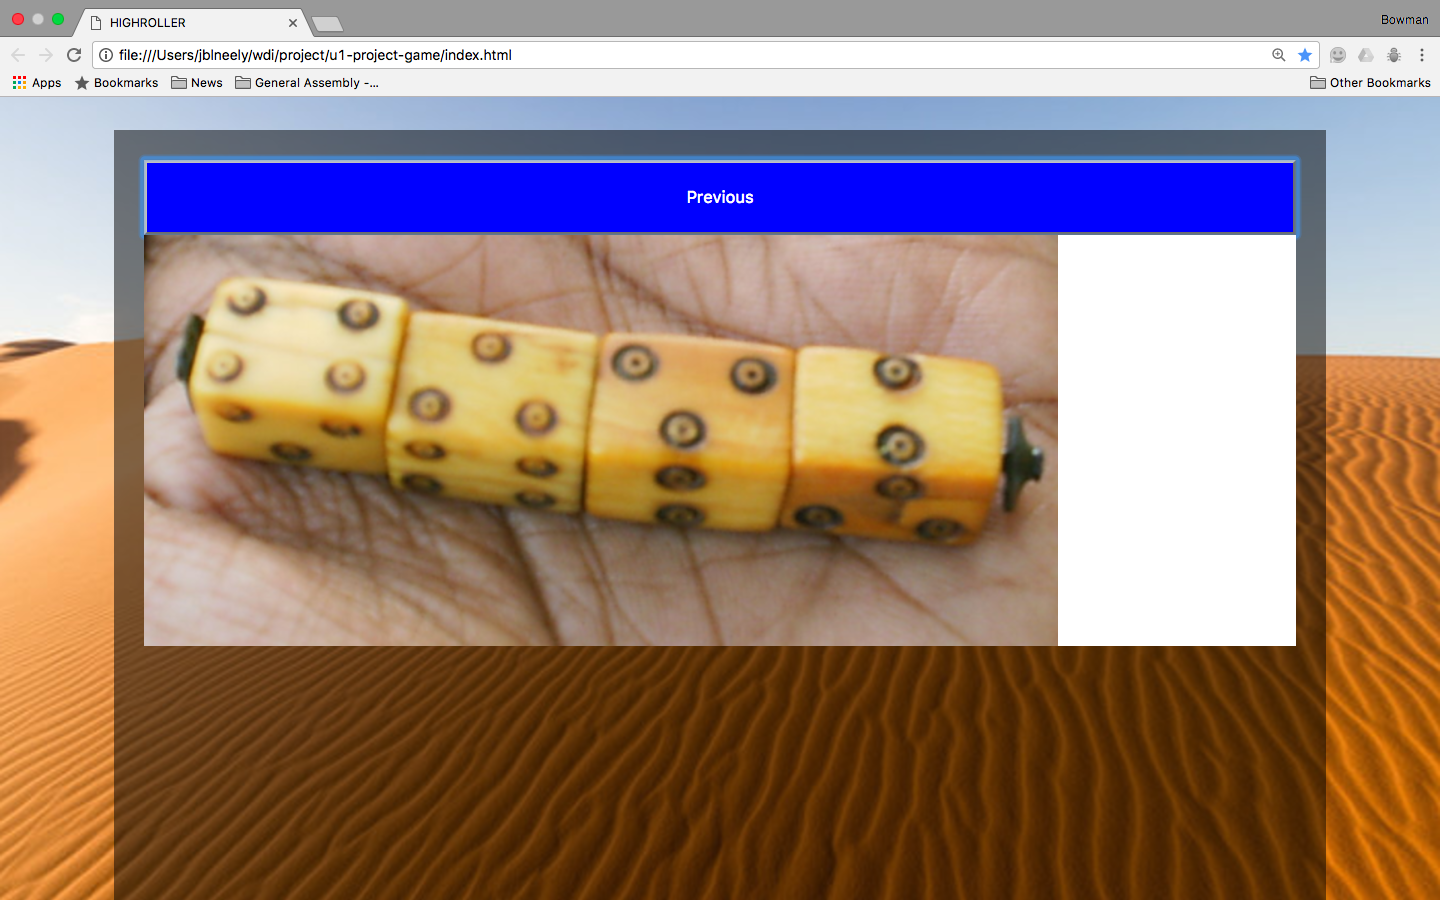 HIGHROLLER
Bowman
file:///Users/jblneely/wdi/project/u1-project-game/index.html
Apps Bookmarks News General Assembly -... Other Bookmarks
Previous